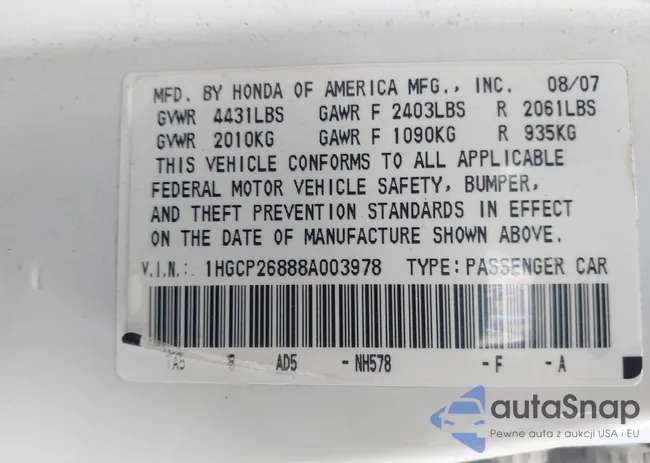 MFD. BY HONDA OF AMERICA MFG., INC. 08/07
GVWR 4431LBS GAWR F 2403LBS R 2061LBS
GVWR 2010KG GAWR F 1090KG R 935KG
THIS VEHICLE CONFORMS TO ALL APPLICABLE
FEDERAL MOTOR VEHICLE SAFETY, BUMPER,
AND THEFT PREVENTION STANDARDS IN EFFECT
ON THE DATE OF MANUFACTURE SHOWN ABOVE.
V.I.N.: 1HGCP26888A003978 TYPE: PASSENGER CAR
TA5 AD5 -NH578 -F -A
autaSnap
Pewne auta z aukcji USA i EU